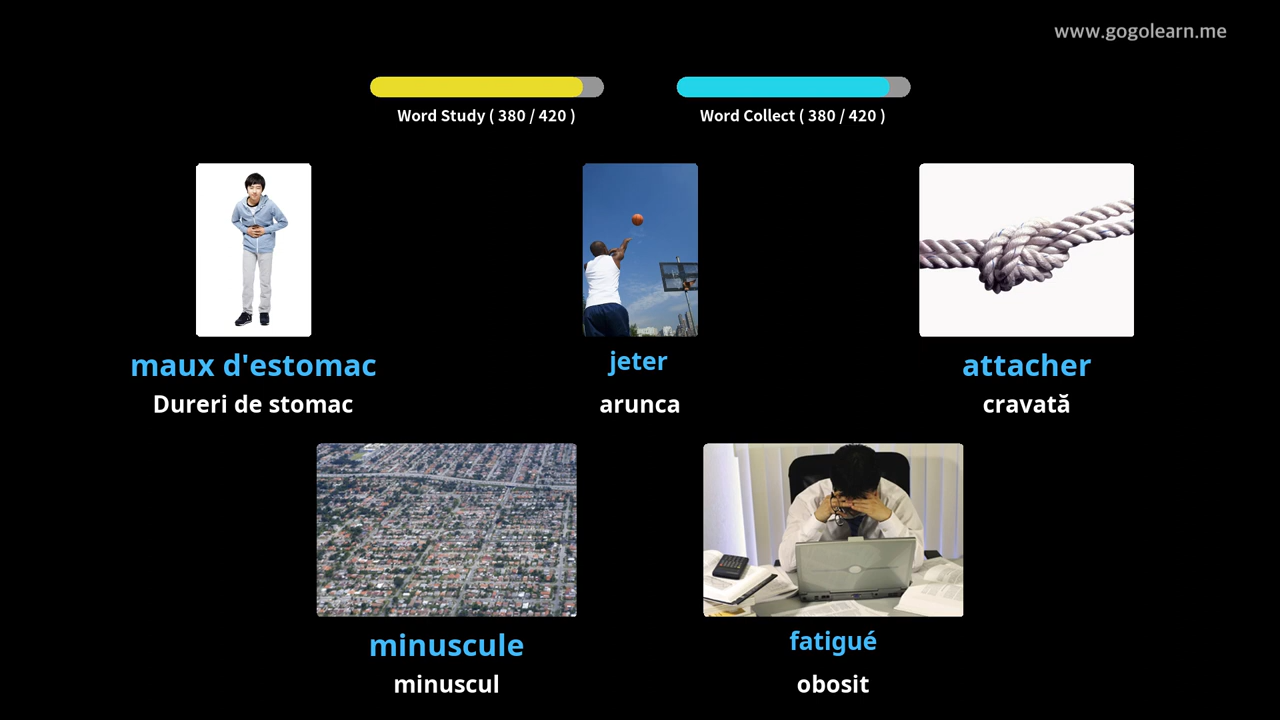 www.gogolearn.me
Word Study ( 380 / 420 )
Word Collect ( 380 / 420 )
maux d'estomac
Dureri de stomac
jeter
arunca
attacher
cravată
minuscule
minuscul
fatigué
obosit